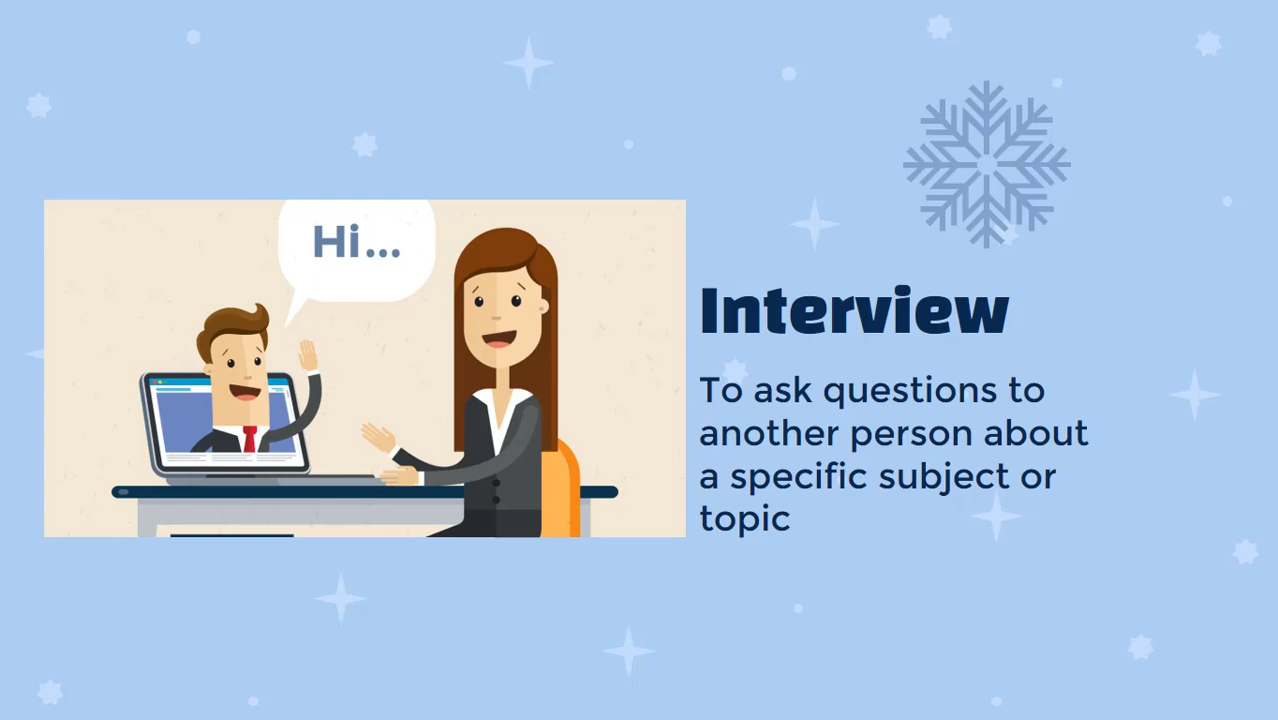 Hi...
Interview
To ask questions to
another person about
a specific subject or
topic